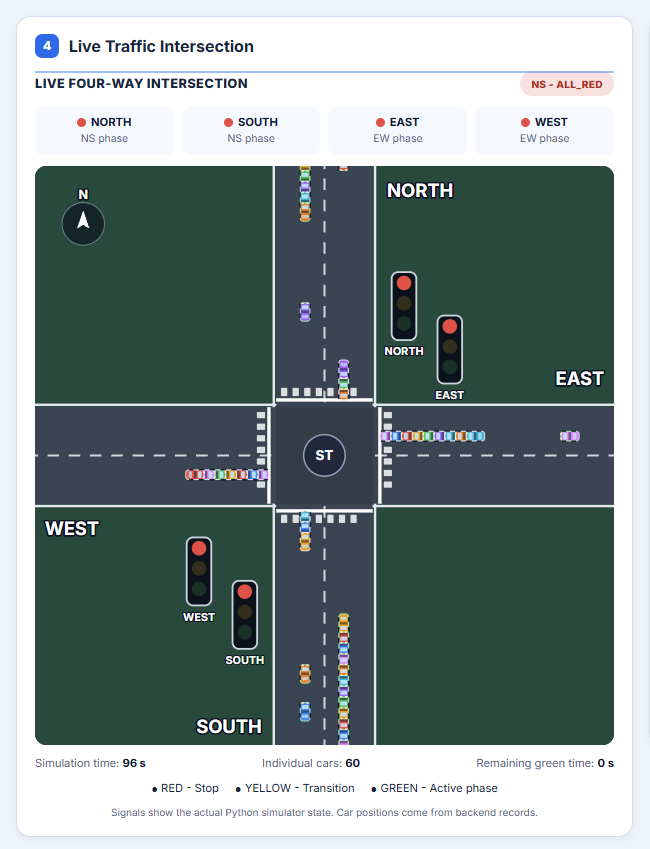 4 Live Traffic Intersection
LIVE FOUR-WAY INTERSECTION NS - ALL_RED
NORTH SOUTH EAST WEST
NS phase NS phase EW phase EW phase
N
NORTH
NORTH
EAST
EAST
ST
WEST
WEST
SOUTH
SOUTH
Simulation time: 96 s Individual cars: 60 Remaining green time: 0 s
● RED - Stop ● YELLOW - Transition ● GREEN - Active phase
Signals show the actual Python simulator state. Car positions come from backend records.